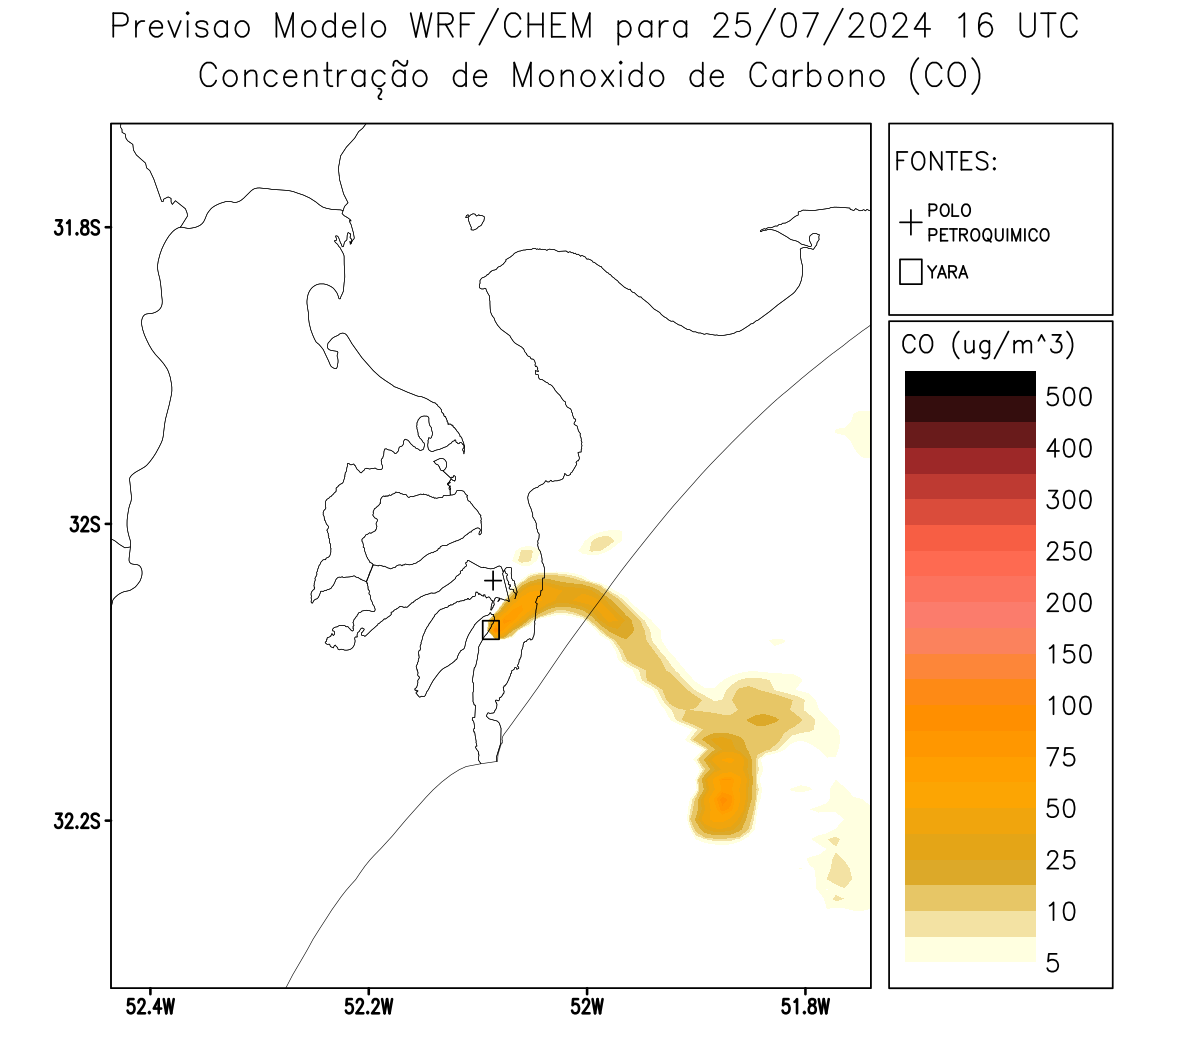 Previsao Modelo WRF/CHEM para 25/07/2024 16 UTC
Concentração de Monoxido de Carbono (CO)
FONTES:
POLO
PETROQUIMICO
YARA
CO (ug/m^3)
500
400
300
250
200
150
100
75
50
25
10
5
31.8S
32S
32.2S
52.4W
52.2W
52W
51.8W